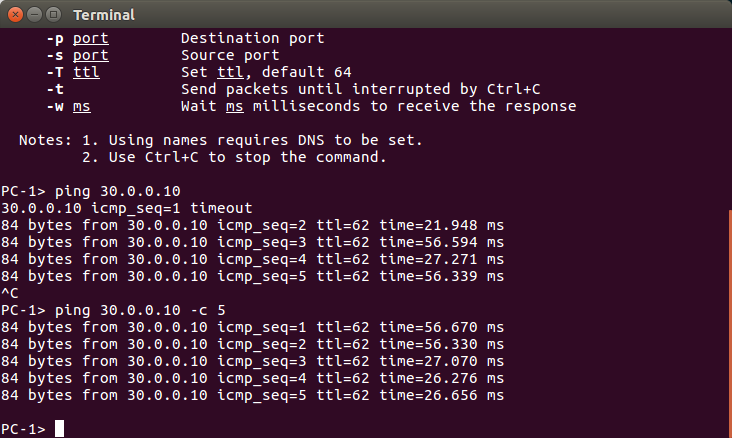 Terminal
-p port Destination port
-s port Source port
-T ttl Set ttl, default 64
-t Send packets until interrupted by Ctrl+C
-w ms Wait ms milliseconds to receive the response
Notes: 1. Using names requires DNS to be set.
2. Use Ctrl+C to stop the command.
PC-1> ping 30.0.0.10
30.0.0.10 icmp_seq=1 timeout
84 bytes from 30.0.0.10 icmp_seq=2 ttl=62 time=21.948 ms
84 bytes from 30.0.0.10 icmp_seq=3 ttl=62 time=56.594 ms
84 bytes from 30.0.0.10 icmp_seq=4 ttl=62 time=27.271 ms
84 bytes from 30.0.0.10 icmp_seq=5 ttl=62 time=56.339 ms
^C
PC-1> ping 30.0.0.10 -c 5
84 bytes from 30.0.0.10 icmp_seq=1 ttl=62 time=56.670 ms
84 bytes from 30.0.0.10 icmp_seq=2 ttl=62 time=56.330 ms
84 bytes from 30.0.0.10 icmp_seq=3 ttl=62 time=27.070 ms
84 bytes from 30.0.0.10 icmp_seq=4 ttl=62 time=26.276 ms
84 bytes from 30.0.0.10 icmp_seq=5 ttl=62 time=26.656 ms
PC-1>